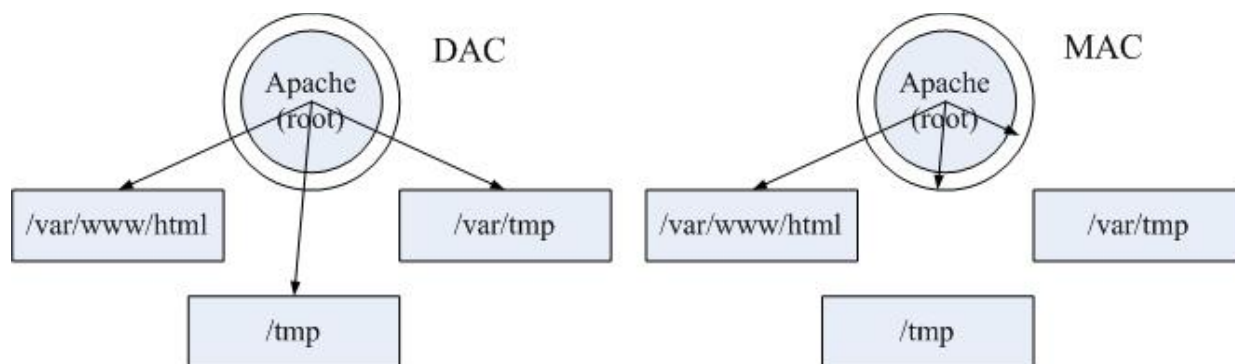 DAC
Apache
(root)
/var/www/html
/var/tmp
/tmp
MAC
Apache
(root)
/var/www/html
/var/tmp
/tmp